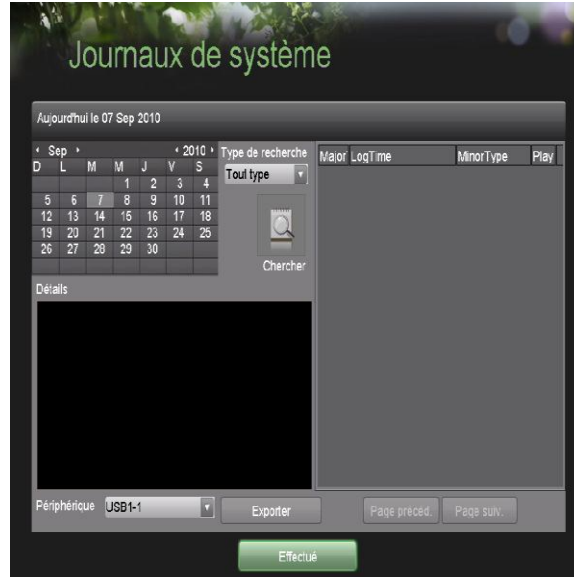 Journaux de système
Aujourd'hui le 07 Sep 2010
Sep 2010
D L M M J V S
1 2 3 4
5 6 7 8 9 10 11
12 13 14 15 16 17 18
19 20 21 22 23 24 25
26 27 28 29 30
Type de recherche
Tout type
Chercher
Major LogTime MinorType Play
Détails
Périphérique USB1-1 Exporter
Page précéd. Page suiv.
Effectué